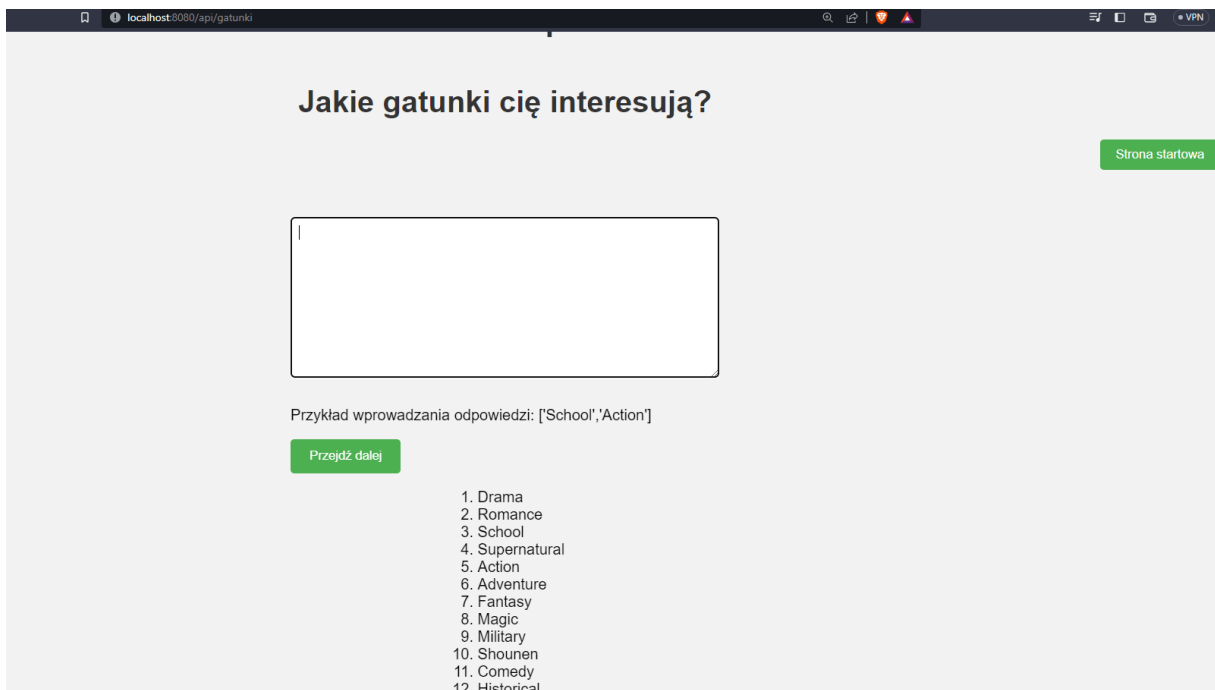 localhost:8080/api/gatunki
VPN
Jakie gatunki cię interesują?
Strona startowa
Przykład wprowadzania odpowiedzi: ['School','Action']
Przejdź dalej
1. Drama
2. Romance
3. School
4. Supernatural
5. Action
6. Adventure
7. Fantasy
8. Magic
9. Military
10. Shounen
11. Comedy
12. Historical